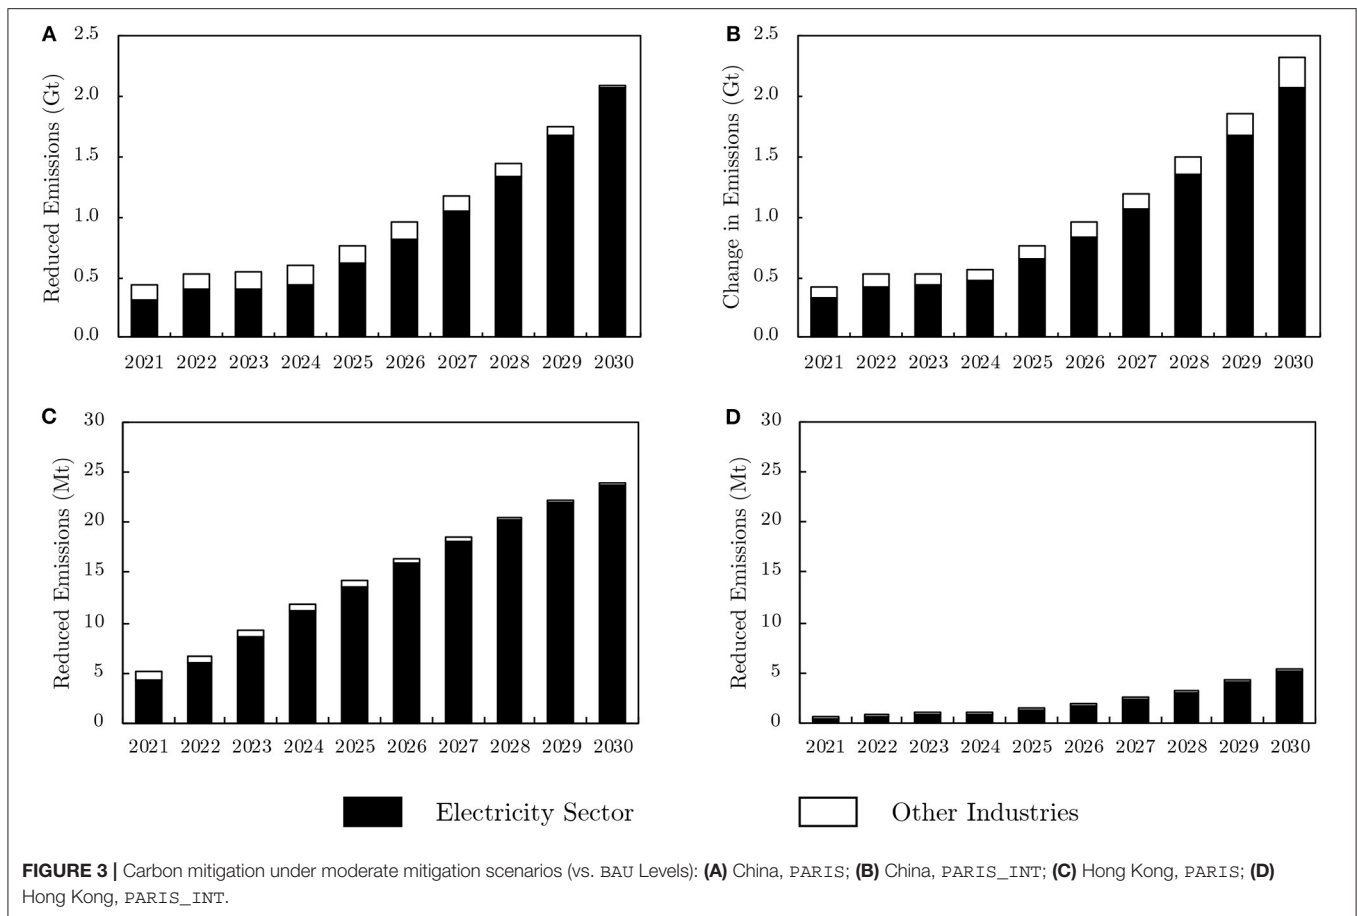 A
Reduced Emissions (Gt)
2.5
2.0
1.5
1.0
0.5
0.0
2021 2022 2023 2024 2025 2026 2027 2028 2029 2030
B
Change in Emissions (Gt)
2.5
2.0
1.5
1.0
0.5
0.0
2021 2022 2023 2024 2025 2026 2027 2028 2029 2030
C
Reduced Emissions (Mt)
30
25
20
15
10
5
0
2021 2022 2023 2024 2025 2026 2027 2028 2029 2030
D
Reduced Emissions (Mt)
30
25
20
15
10
5
0
2021 2022 2023 2024 2025 2026 2027 2028 2029 2030
Electricity Sector
Other Industries
FIGURE 3 | Carbon mitigation under moderate mitigation scenarios (vs. BAU Levels): (A) China, PARIS; (B) China, PARIS_INT; (C) Hong Kong, PARIS; (D)
Hong Kong, PARIS_INT.